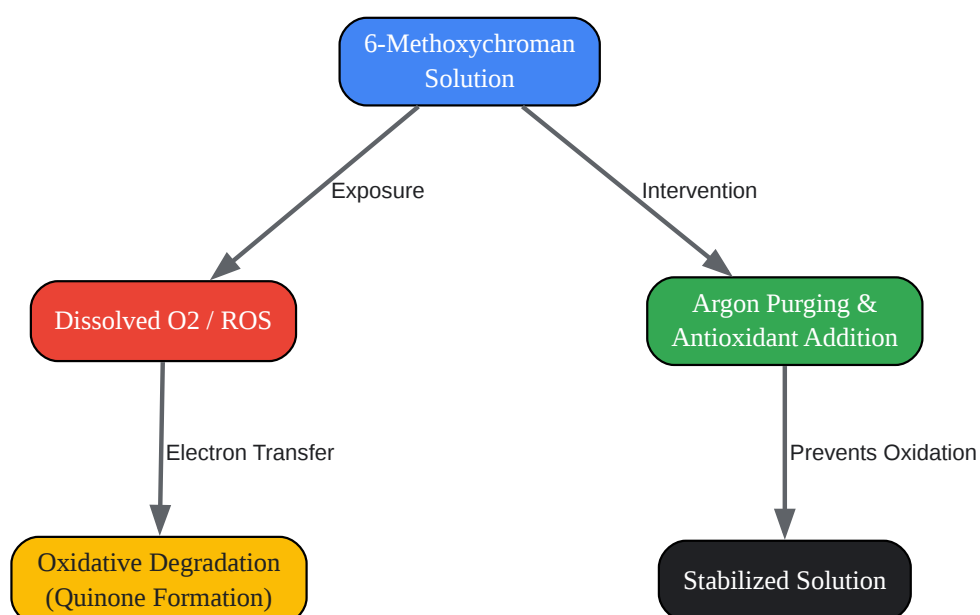 6-Methoxychroman
Solution
Exposure
Intervention
Dissolved O2 / ROS
Argon Purging &
Antioxidant Addition
Electron Transfer
Prevents Oxidation
Oxidative Degradation
(Quinone Formation)
Stabilized Solution